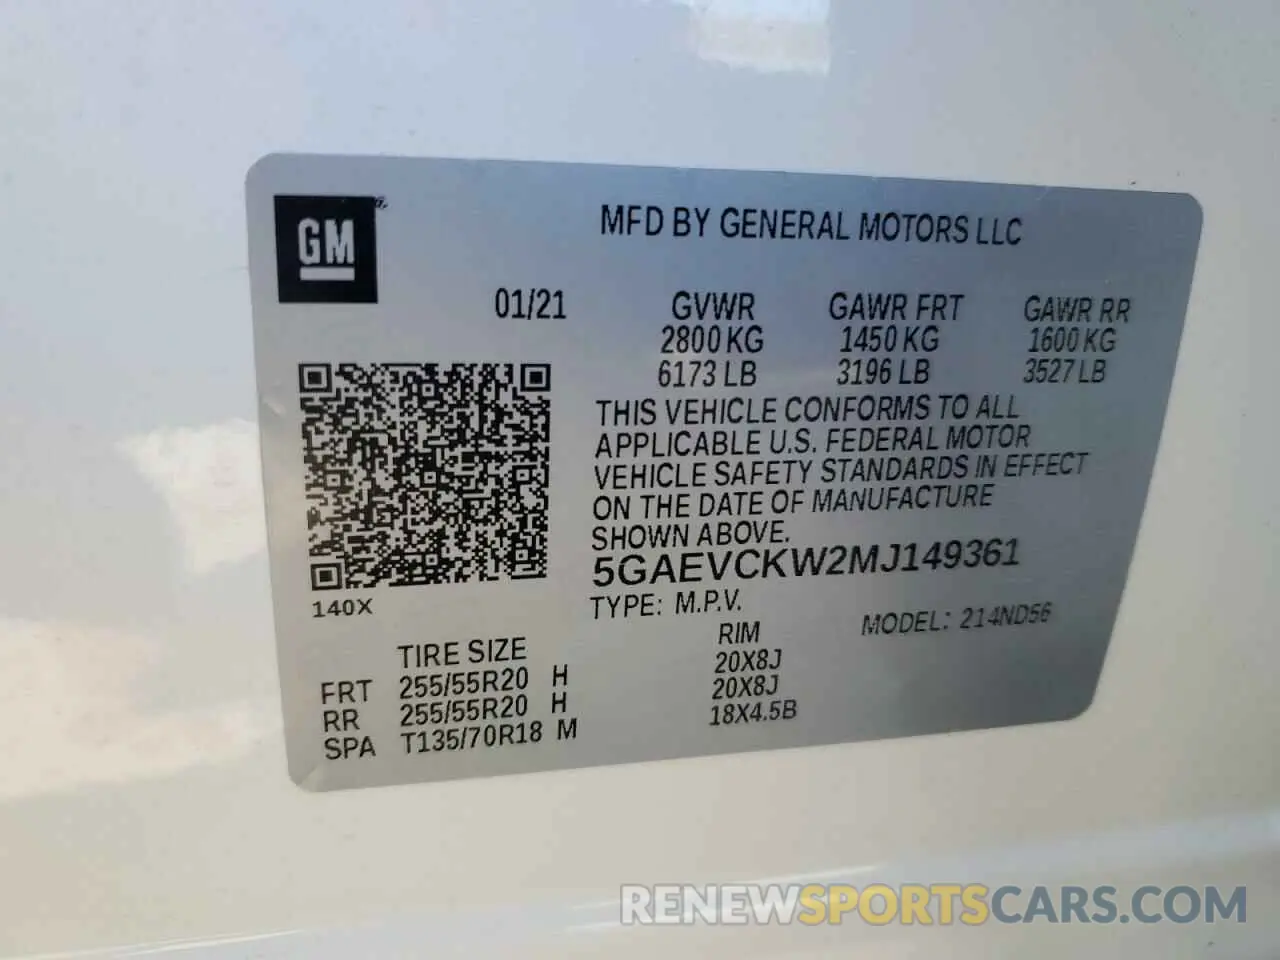 GM
MFD BY GENERAL MOTORS LLC
01/21 GVWR GAWR FRT GAWR RR
2800 KG 1450 KG 1600 KG
6173 LB 3196 LB 3527 LB
THIS VEHICLE CONFORMS TO ALL
APPLICABLE U.S. FEDERAL MOTOR
VEHICLE SAFETY STANDARDS IN EFFECT
ON THE DATE OF MANUFACTURE
SHOWN ABOVE.
5GAEVCKW2MJ149361
140X TYPE: M.P.V. MODEL: 214ND56
TIRE SIZE RIM
FRT 255/55R20 H 20X8J
RR 255/55R20 H 20X8J
SPA T135/70R18 M 18X4.5B
RENEWSPORTSCARS.COM